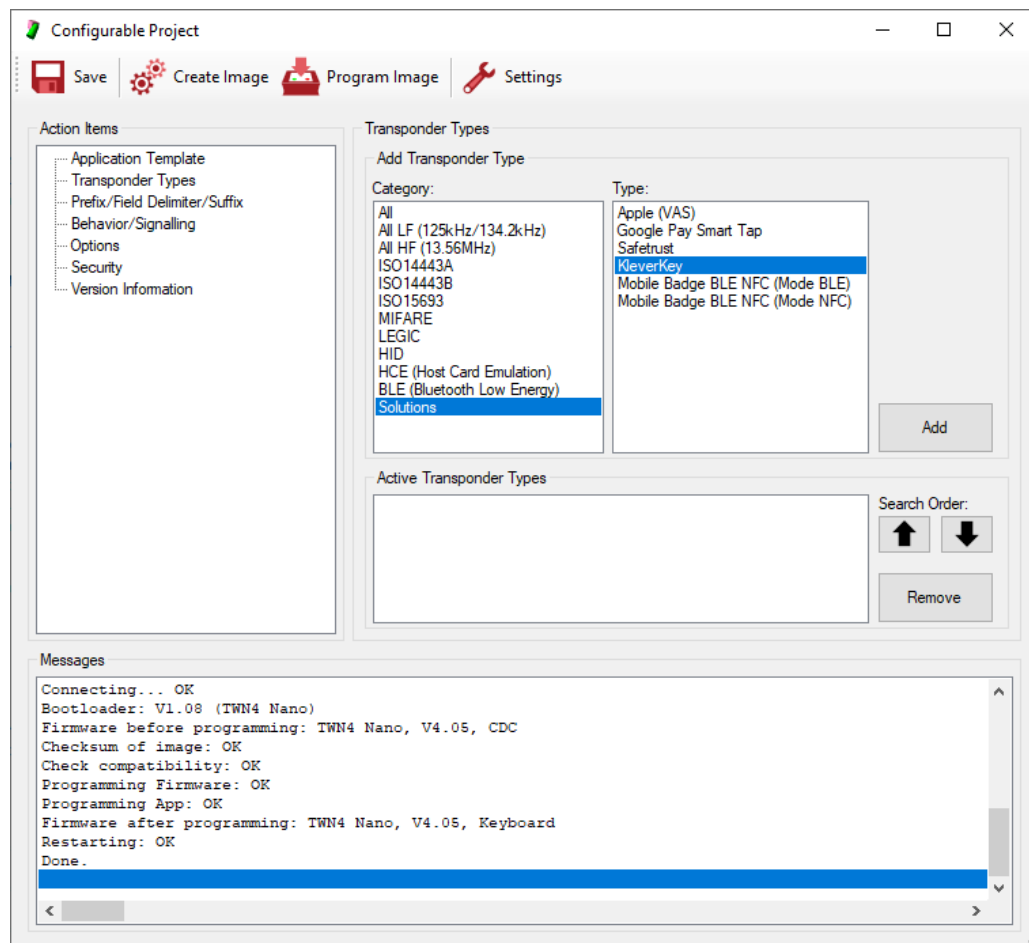 Configurable Project
Save
Create Image
Program Image
Settings
Action Items
Application Template
Transponder Types
Prefix/Field Delimiter/Suffix
Behavior/Signalling
Options
Security
Version Information
Transponder Types
Add Transponder Type
Category:
All
All LF (125kHz/134.2kHz)
All HF (13.56MHz)
ISO14443A
ISO14443B
ISO15693
MIFARE
LEGIC
HID
HCE (Host Card Emulation)
BLE (Bluetooth Low Energy)
Solutions
Type:
Apple (VAS)
Google Pay Smart Tap
Safetrust
KleverKey
Mobile Badge BLE NFC (Mode BLE)
Mobile Badge BLE NFC (Mode NFC)
Add
Active Transponder Types
Search Order:
Remove
Messages
Connecting... OK
Bootloader: V1.08 (TWN4 Nano)
Firmware before programming: TWN4 Nano, V4.05, CDC
Checksum of image: OK
Check compatibility: OK
Programming Firmware: OK
Programming App: OK
Firmware after programming: TWN4 Nano, V4.05, Keyboard
Restarting: OK
Done.